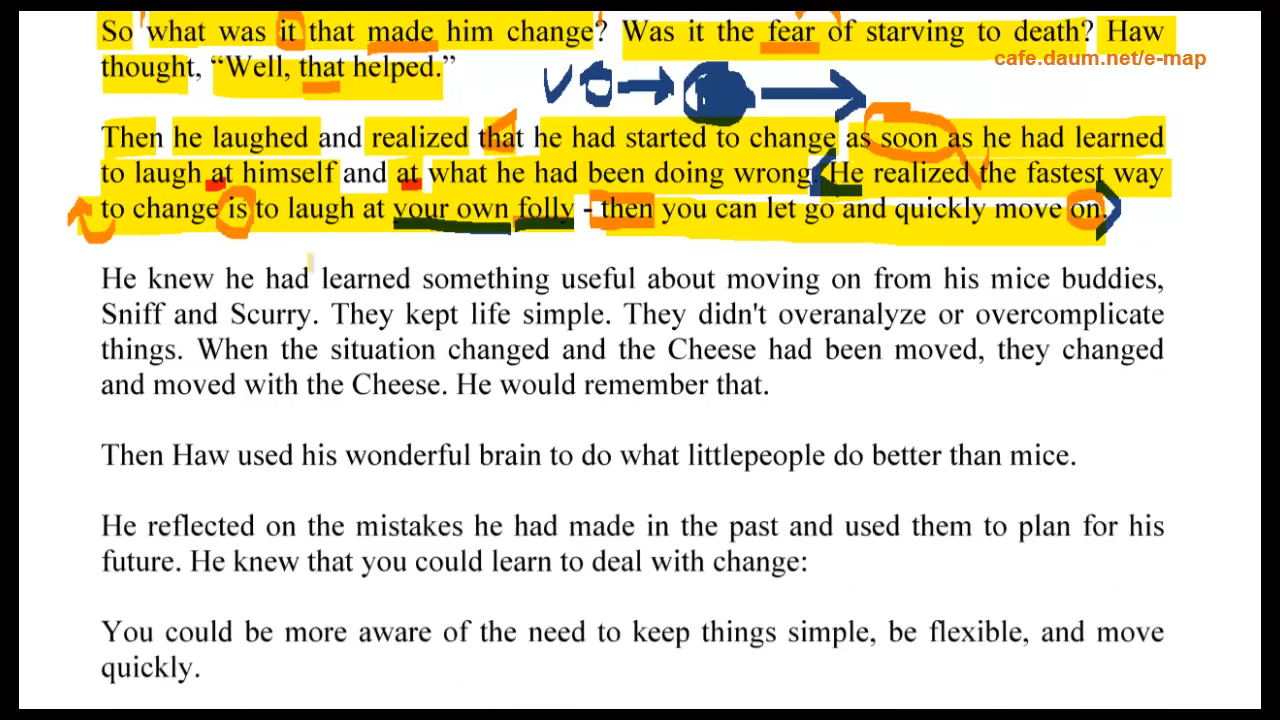 So what was it that made him change? Was it the fear of starving to death? Haw
cafe.daum.net/e-map
thought, “Well, that helped.”
Then he laughed and realized that he had started to change as soon as he had learned
to laugh at himself and at what he had been doing wrong. He realized the fastest way
to change is to laugh at your own folly - then you can let go and quickly move on.
He knew he had learned something useful about moving on from his mice buddies,
Sniff and Scurry. They kept life simple. They didn't overanalyze or overcomplicate
things. When the situation changed and the Cheese had been moved, they changed
and moved with the Cheese. He would remember that.
Then Haw used his wonderful brain to do what littlepeople do better than mice.
He reflected on the mistakes he had made in the past and used them to plan for his
future. He knew that you could learn to deal with change:
You could be more aware of the need to keep things simple, be flexible, and move
quickly.